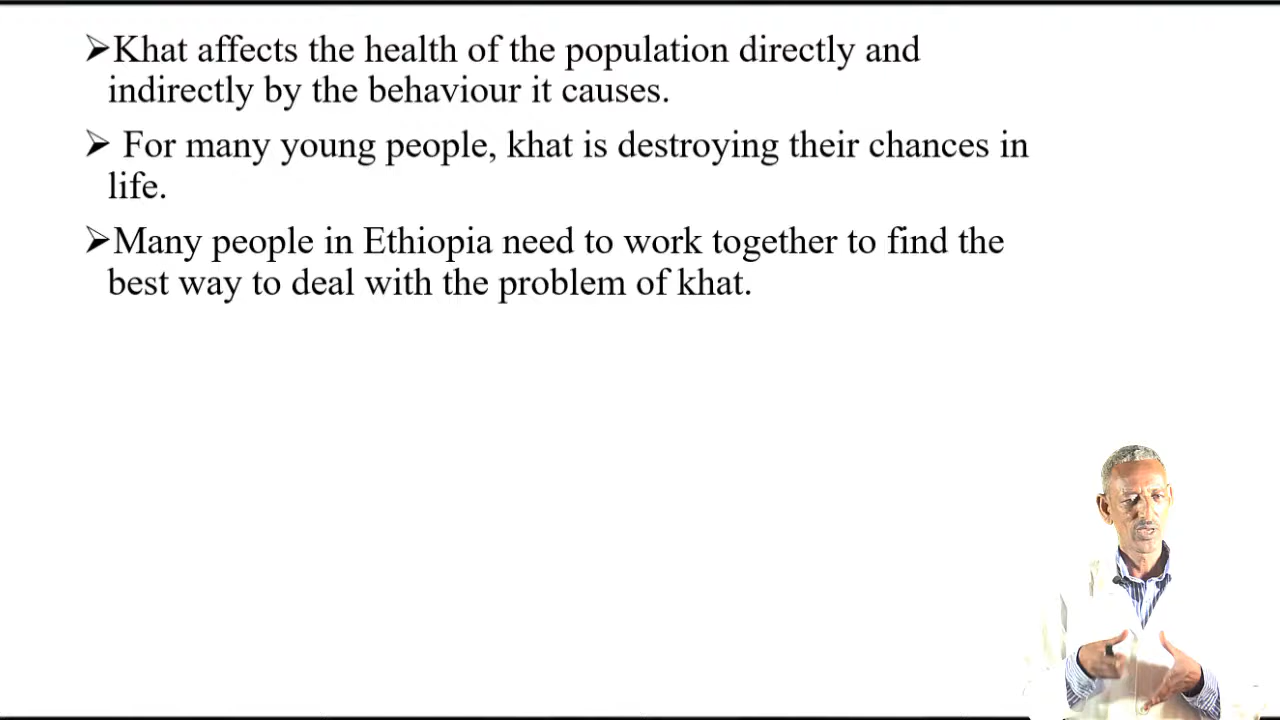 ➢Khat affects the health of the population directly and
indirectly by the behaviour it causes.
➢ For many young people, khat is destroying their chances in
life.
➢Many people in Ethiopia need to work together to find the
best way to deal with the problem of khat.